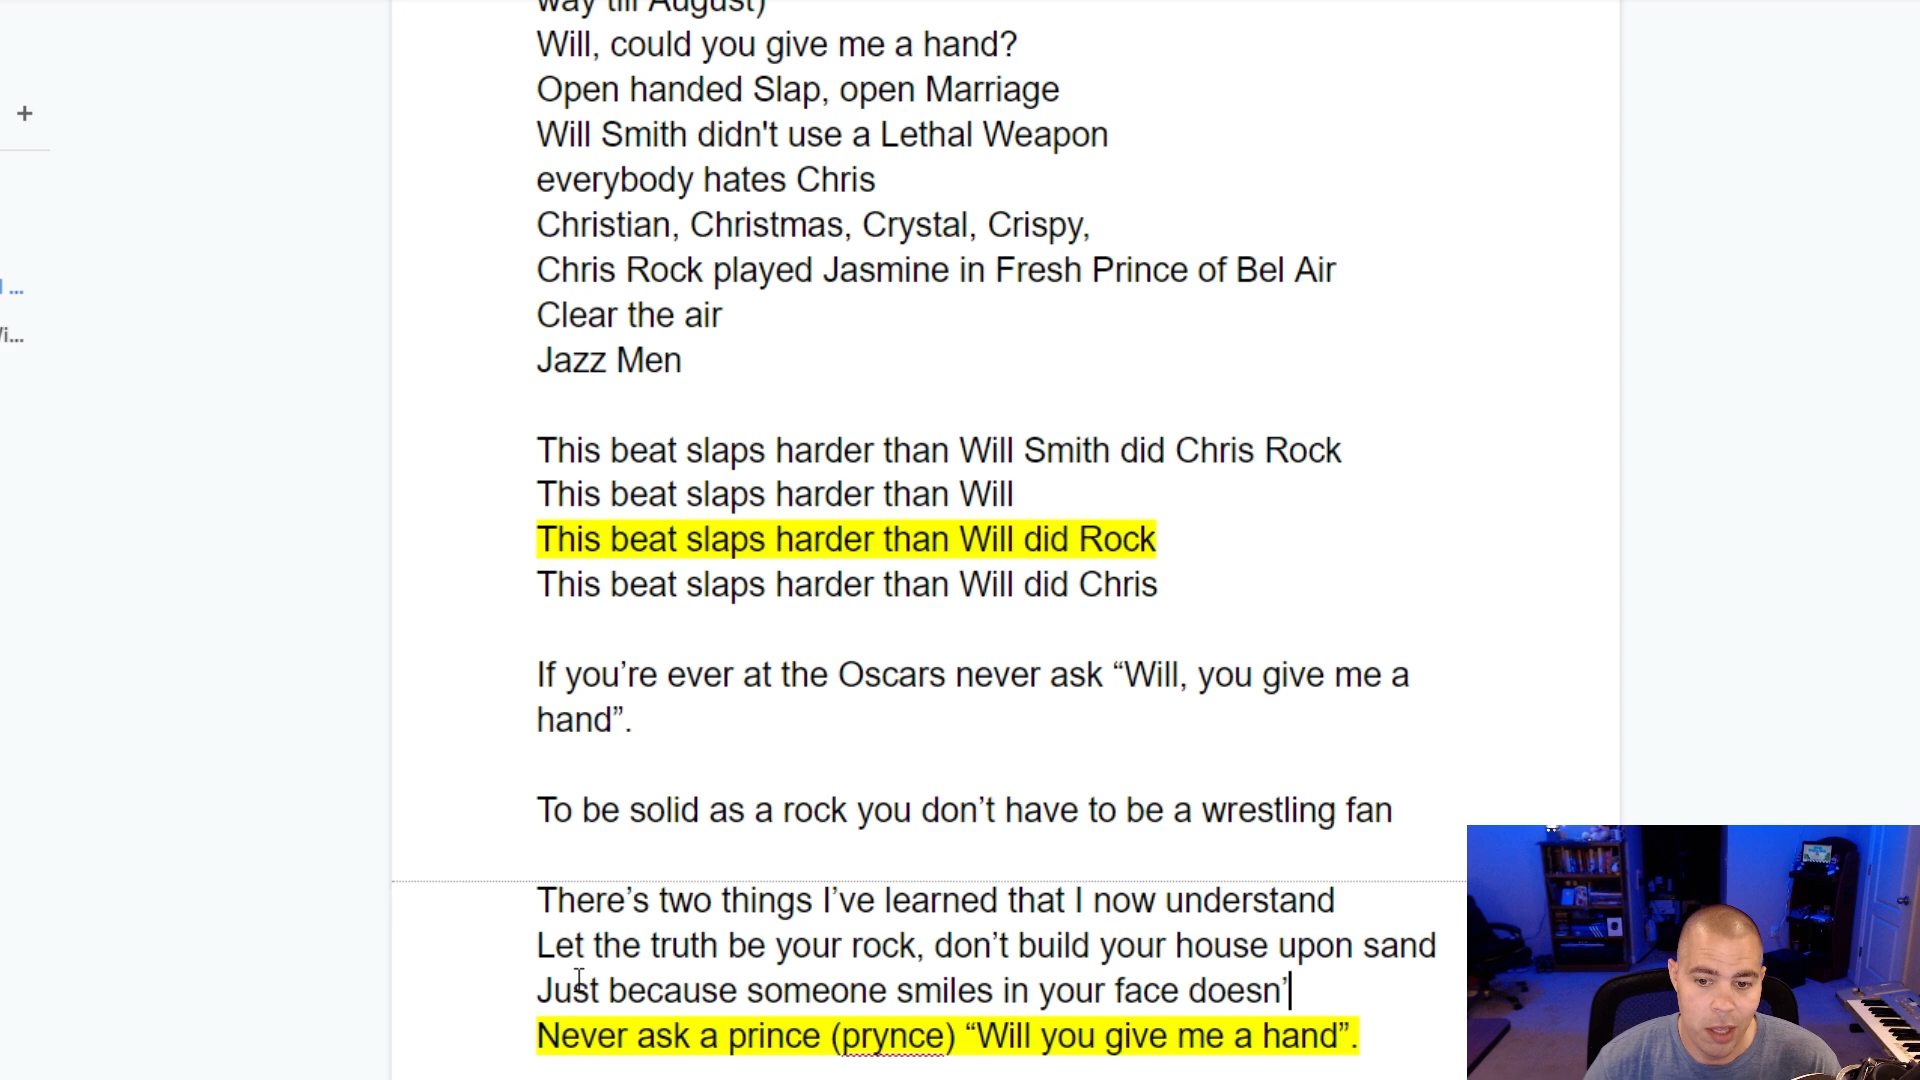 way till August)
Will, could you give me a hand?
Open handed Slap, open Marriage
Will Smith didn't use a Lethal Weapon
everybody hates Chris
Christian, Christmas, Crystal, Crispy,
Chris Rock played Jasmine in Fresh Prince of Bel Air
Clear the air
Jazz Men
This beat slaps harder than Will Smith did Chris Rock
This beat slaps harder than Will
This beat slaps harder than Will did Rock
This beat slaps harder than Will did Chris
If you’re ever at the Oscars never ask “Will, you give me a
hand”.
To be solid as a rock you don’t have to be a wrestling fan
There’s two things I’ve learned that I now understand
Let the truth be your rock, don’t build your house upon sand
Just because someone smiles in your face doesn’
Never ask a prince (prynce) “Will you give me a hand”.